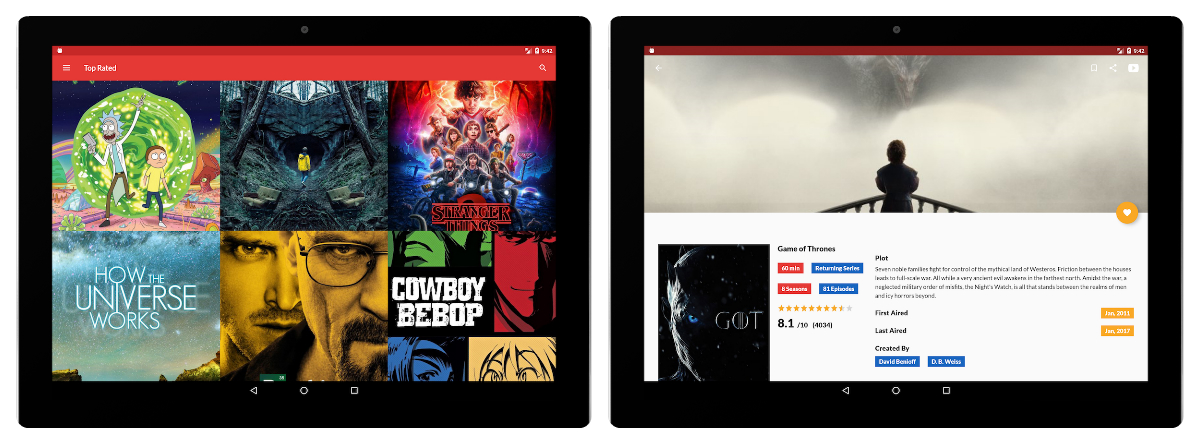 9:42
Top Rated
STRANGER
THINGS
HOW THE
UNIVERSE
WORKS
COWBOY
BEBOP
9:42
Game of Thrones
60 min
Returning Series
8 Seasons
81 Episodes
8.1 /10 (4034)
GOT
Plot
Seven noble families fight for control of the mythical land of Westeros. Friction between the houses
leads to full-scale war. All while a very ancient evil awakens in the farthest north. Amidst the war, a
neglected military order of misfits, the Night's Watch, is all that stands between the realms of men
and icy horrors beyond.
First Aired
Jan, 2011
Last Aired
Jan, 2017
Created By
David Benioff
D. B. Weiss